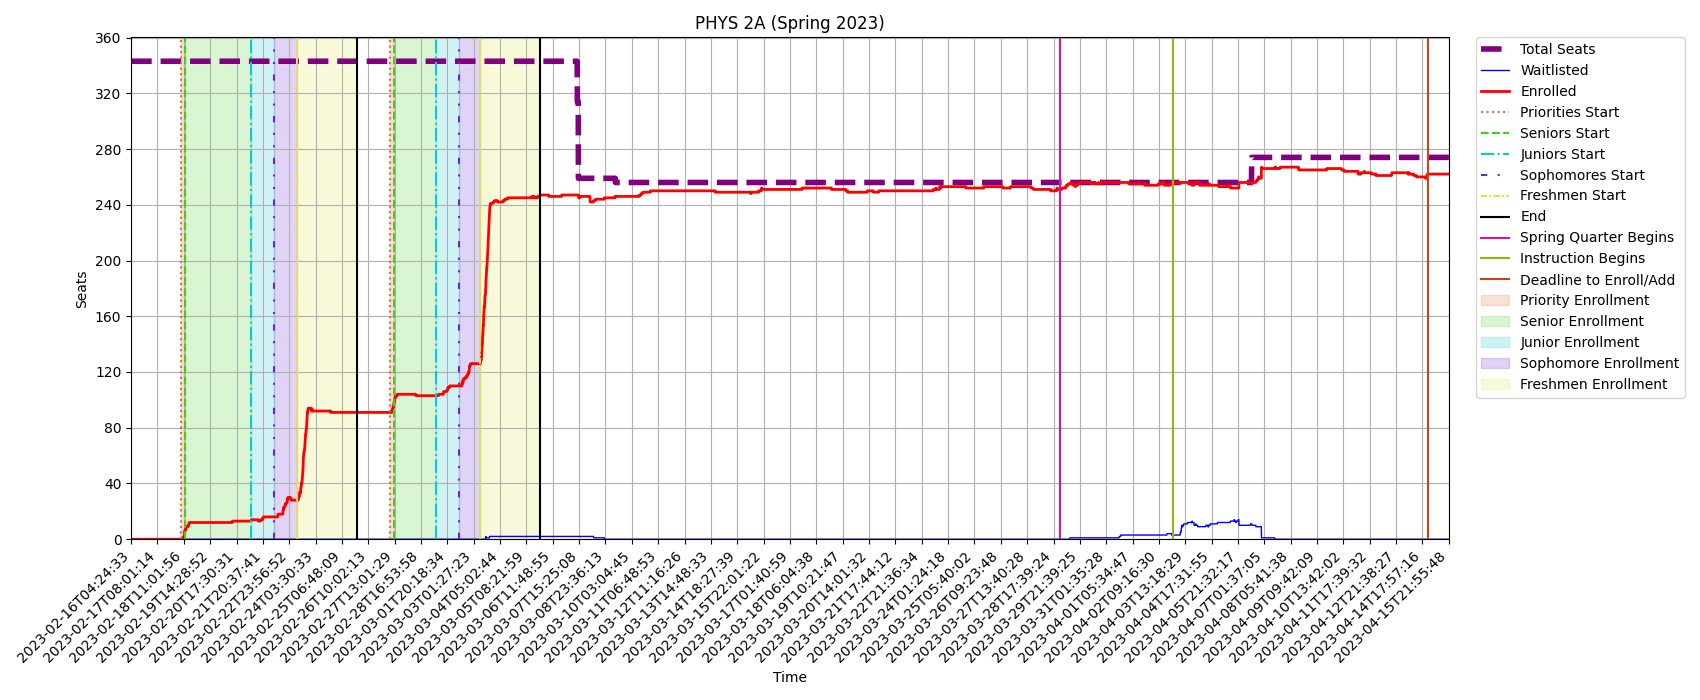 PHYS 2A (Spring 2023)
360
320
280
240
200
160
120
80
40
0
Seats
2023-02-16T04:24:33
2023-02-17T08:01:14
2023-02-18T11:01:56
2023-02-19T14:28:52
2023-02-20T17:30:31
2023-02-21T20:37:41
2023-02-22T23:56:52
2023-02-24T03:30:33
2023-02-25T06:48:09
2023-02-26T10:02:13
2023-02-27T13:01:29
2023-02-28T16:53:58
2023-03-01T20:18:34
2023-03-03T01:27:23
2023-03-04T05:02:44
2023-03-05T08:21:59
2023-03-06T11:48:55
2023-03-07T15:25:08
2023-03-08T23:36:13
2023-03-10T03:04:45
2023-03-11T06:48:53
2023-03-12T11:16:26
2023-03-13T14:48:33
2023-03-14T18:27:39
2023-03-15T22:01:22
2023-03-17T01:40:59
2023-03-18T06:04:38
2023-03-19T10:21:47
2023-03-20T14:01:32
2023-03-21T17:44:12
2023-03-22T21:36:34
2023-03-24T01:24:18
2023-03-25T05:40:02
2023-03-26T09:23:48
2023-03-27T13:40:28
2023-03-28T17:39:24
2023-03-29T21:39:25
2023-03-31T01:35:28
2023-04-01T05:34:47
2023-04-02T09:16:30
2023-04-03T13:18:29
2023-04-04T17:31:55
2023-04-05T21:32:17
2023-04-07T01:37:05
2023-04-08T05:41:38
2023-04-09T09:42:09
2023-04-10T13:42:02
2023-04-11T17:39:32
2023-04-12T21:38:27
2023-04-14T17:57:16
2023-04-15T21:55:48
Time
Total Seats
Waitlisted
Enrolled
Priorities Start
Seniors Start
Juniors Start
Sophomores Start
Freshmen Start
End
Spring Quarter Begins
Instruction Begins
Deadline to Enroll/Add
Priority Enrollment
Senior Enrollment
Junior Enrollment
Sophomore Enrollment
Freshmen Enrollment